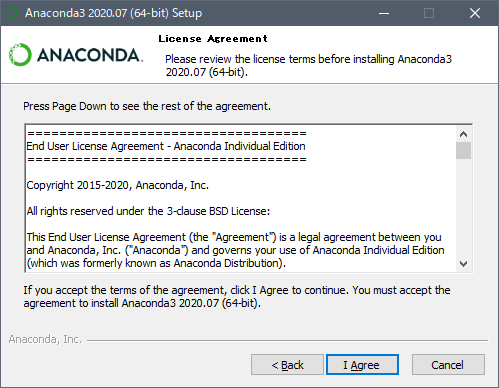 Anaconda3 2020.07 (64-bit) Setup
ANACONDA.
License Agreement
Please review the license terms before installing Anaconda3
2020.07 (64-bit).
Press Page Down to see the rest of the agreement.
===================================
End User License Agreement - Anaconda Individual Edition
===================================
Copyright 2015-2020, Anaconda, Inc.
All rights reserved under the 3-clause BSD License:
This End User License Agreement (the "Agreement") is a legal agreement between you
and Anaconda, Inc. ("Anaconda") and governs your use of Anaconda Individual Edition
(which was formerly known as Anaconda Distribution).
If you accept the terms of the agreement, click I Agree to continue. You must accept the
agreement to install Anaconda3 2020.07 (64-bit).
Anaconda, Inc.
< Back
I Agree
Cancel